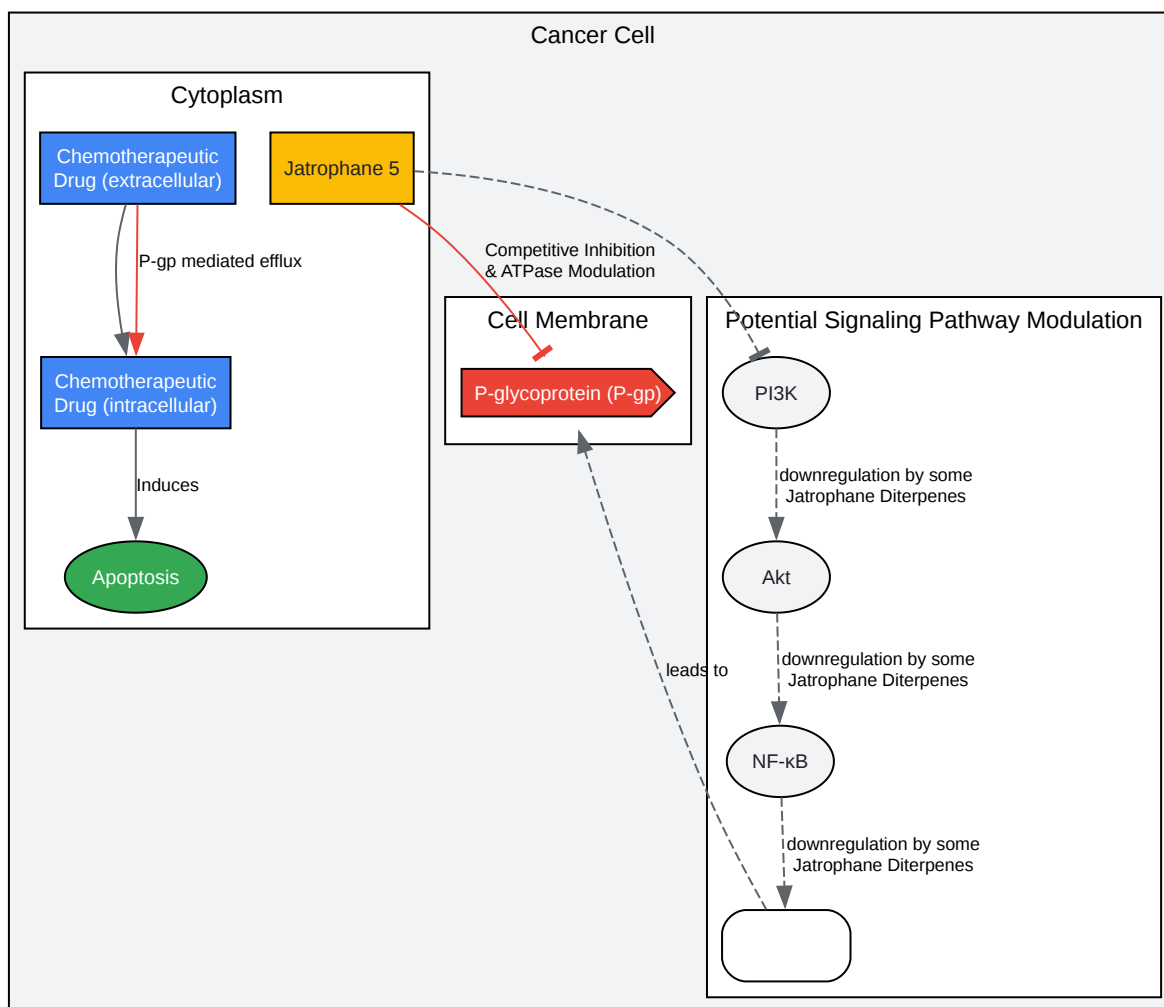 Cancer Cell
Cytoplasm
Chemotherapeutic
Drug (extracellular)
Jatrophane 5
P-gp mediated efflux
Competitive Inhibition
& ATPase Modulation
Chemotherapeutic
Drug (intracellular)
Induces
Apoptosis
Cell Membrane
P-glycoprotein (P-gp)
leads to
Potential Signaling Pathway Modulation
PI3K
downregulation by some
Jatrophane Diterpenes
Akt
downregulation by some
Jatrophane Diterpenes
NF-κB
downregulation by some
Jatrophane Diterpenes